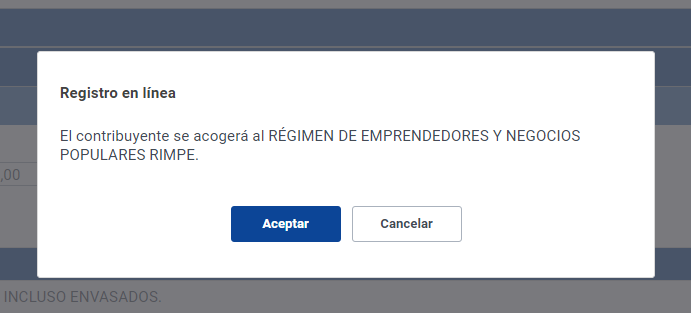 Registro en línea
El contribuyente se acogerá al RÉGIMEN DE EMPRENDEDORES Y NEGOCIOS
POPULARES RIMPE.
,00
Aceptar Cancelar
INCLUSO ENVASADOS.